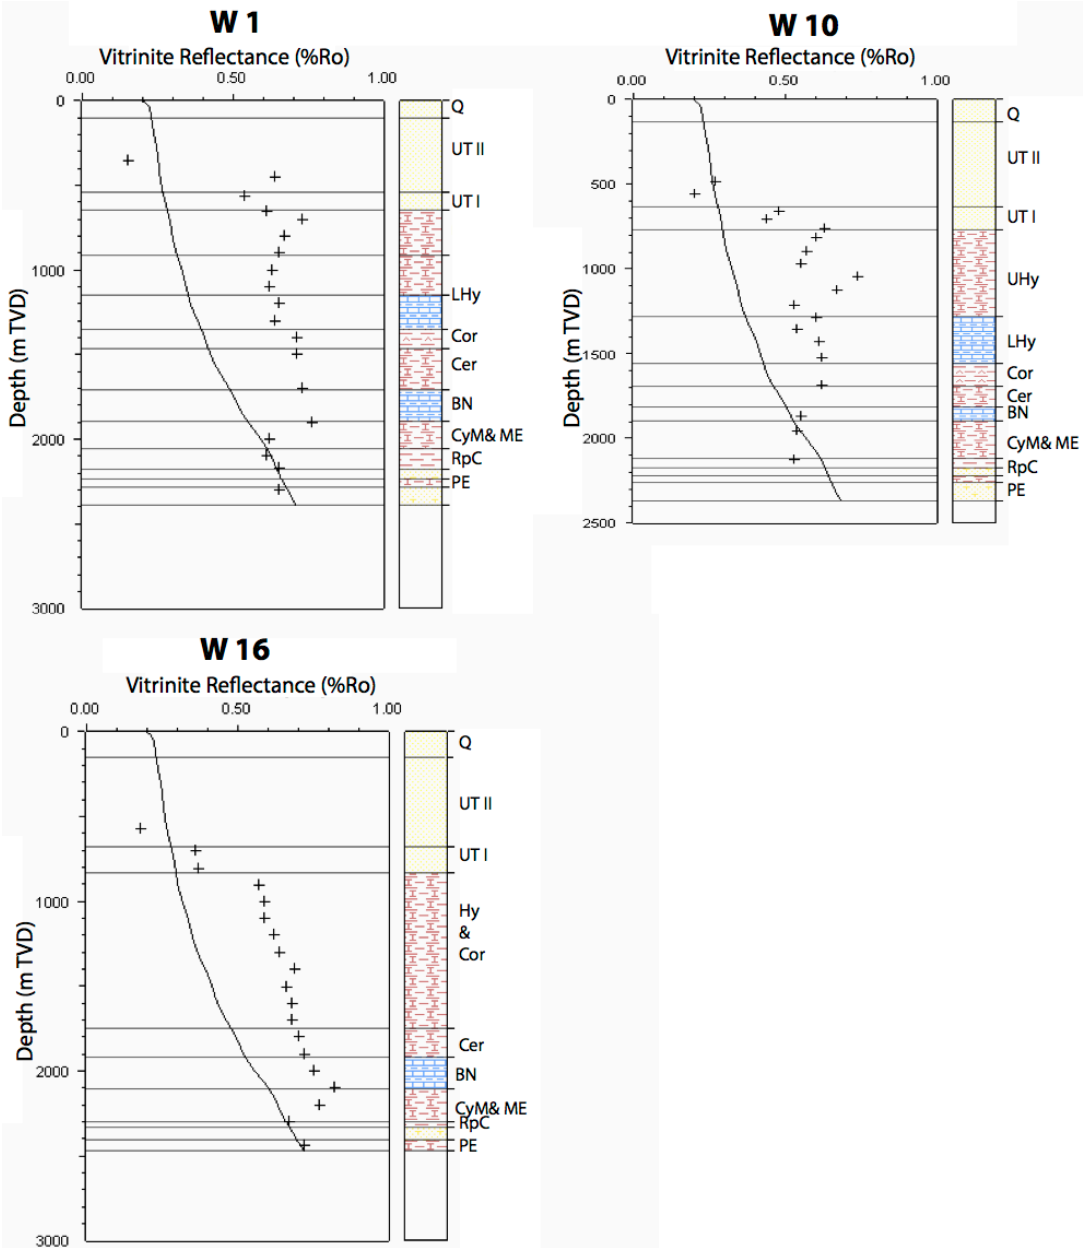 W 1
Vitrinite Reflectance (%Ro)
0.00 0.50 1.00
Depth (m TVD)
0
1000
2000
3000
Q
UT II
UT I
LHy
Cor
Cer
BN
CyM& ME
RpC
PE
W 10
Vitrinite Reflectance (%Ro)
0.00 0.50 1.00
Depth (m TVD)
0
500
1000
1500
2000
2500
Q
UT II
UT I
UHy
LHy
Cor
Cer
BN
CyM& ME
RpC
PE
W 16
Vitrinite Reflectance (%Ro)
0.00 0.50 1.00
Depth (m TVD)
0
1000
2000
3000
Q
UT II
UT I
Hy
&
Cor
Cer
BN
CyM& ME
RpC
PE